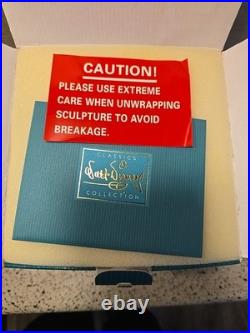 CAUTION!
PLEASE USE EXTREME
CARE WHEN UNWRAPPING
SCULPTURE TO AVOID
BREAKAGE.
CLASSICS
Walt Disney
COLLECTION